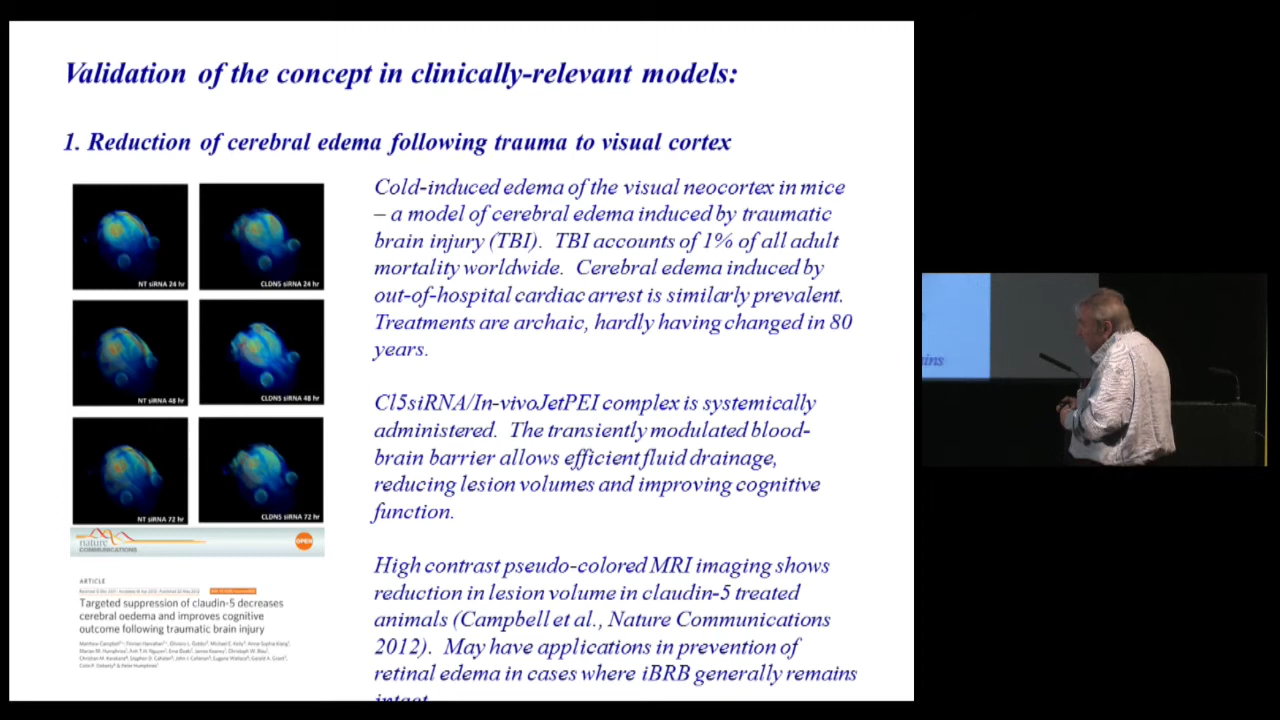 Validation of the concept in clinically-relevant models:
1. Reduction of cerebral edema following trauma to visual cortex
NT siRNA 24 hr
CLDN5 siRNA 24 hr
NT siRNA 48 hr
CLDN5 siRNA 48 hr
NT siRNA 72 hr
CLDN5 siRNA 72 hr
nature
COMMUNICATIONS
OPEN
ARTICLE
Targeted suppression of claudin-5 decreases
cerebral oedema and improves cognitive
outcome following traumatic brain injury
Cold-induced edema of the visual neocortex in mice
– a model of cerebral edema induced by traumatic
brain injury (TBI). TBI accounts of 1% of all adult
mortality worldwide. Cerebral edema induced by
out-of-hospital cardiac arrest is similarly prevalent.
Treatments are archaic, hardly having changed in 80
years.
Cl5siRNA/In-vivoJetPEI complex is systemically
administered. The transiently modulated blood-
brain barrier allows efficient fluid drainage,
reducing lesion volumes and improving cognitive
function.
High contrast pseudo-colored MRI imaging shows
reduction in lesion volume in claudin-5 treated
animals (Campbell et al., Nature Communications
2012). May have applications in prevention of
retinal edema in cases where iBRB generally remains
intact